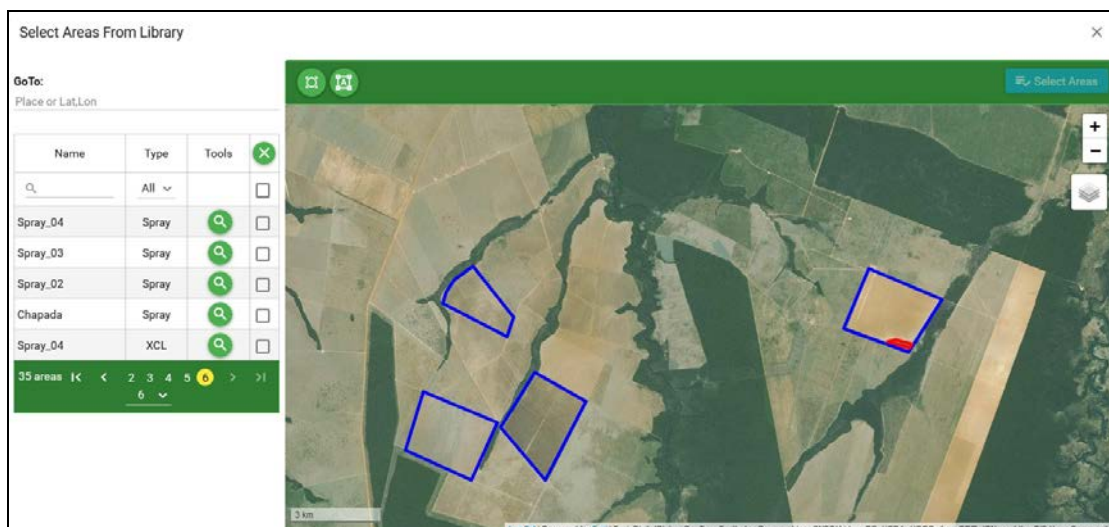 Select Areas From Library
GoTo:
Place or Lat,Lon
Select Areas
Name Type Tools
All
Spray_04 Spray
Spray_03 Spray
Spray_02 Spray
Chapada Spray
Spray_04 XCL
35 areas 2 3 4 5 6
6
+
−
3 km